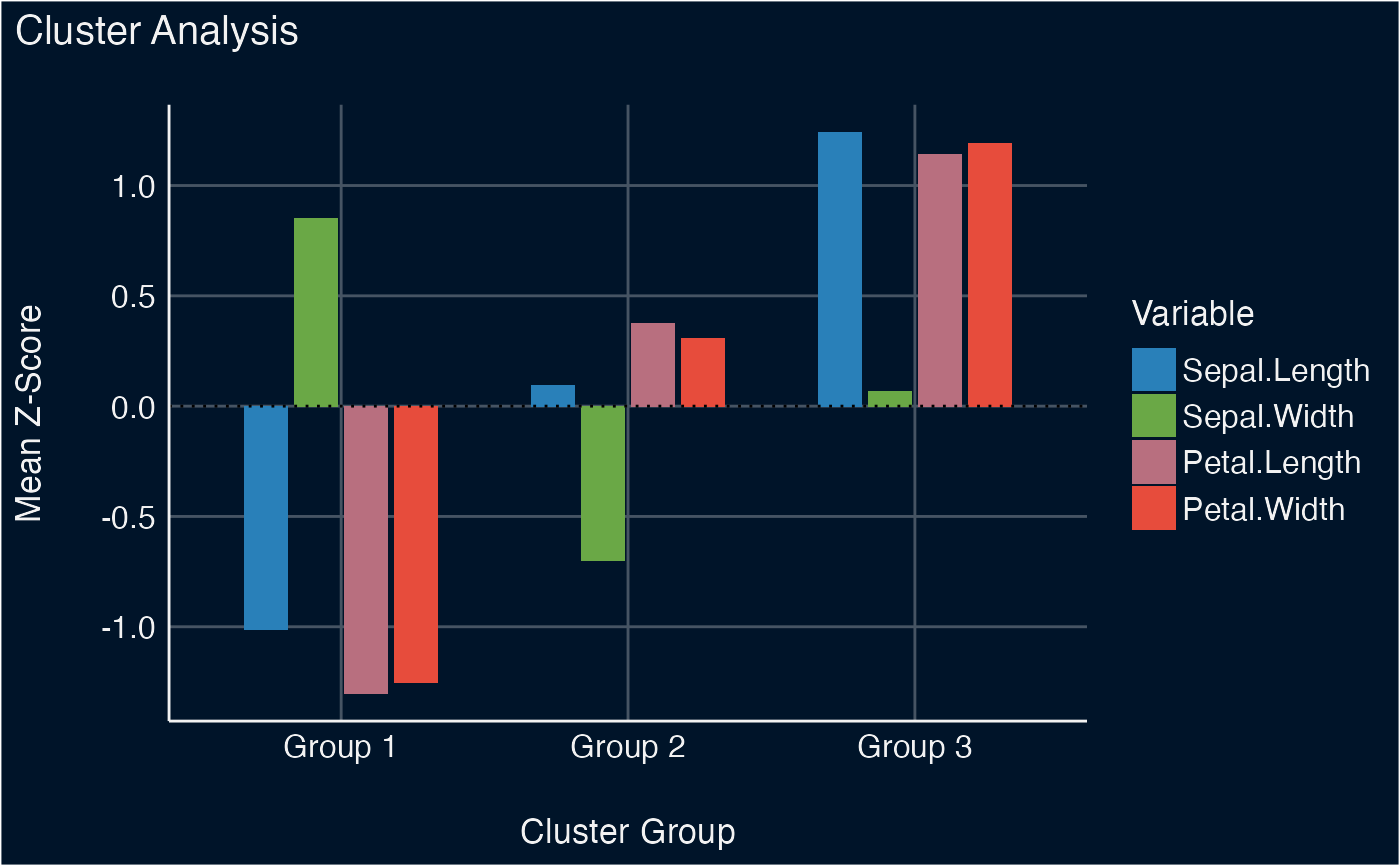 Cluster Analysis
Mean Z-Score
1.0
0.5
0.0
-0.5
-1.0
Group 1
Group 2
Group 3
Cluster Group
Variable
Sepal.Length
Sepal.Width
Petal.Length
Petal.Width